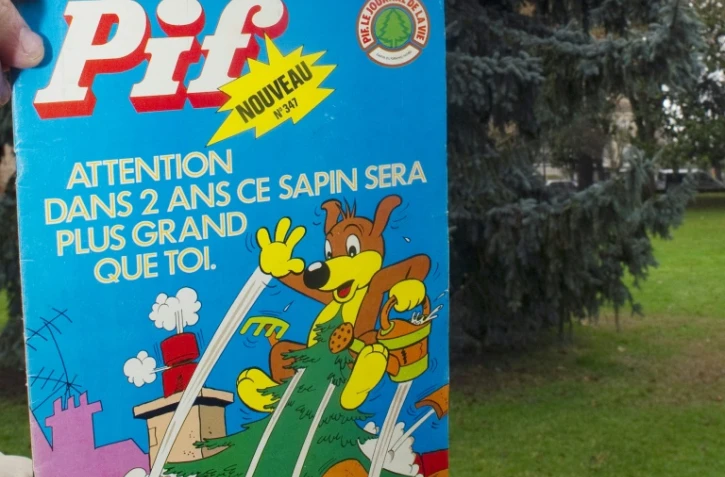 Pif
PIF, LE JOURNAL DE LA VIE
NOUVEAU
N° 347
ATTENTION
DANS 2 ANS CE SAPIN SERA
PLUS GRAND
QUE TOI.